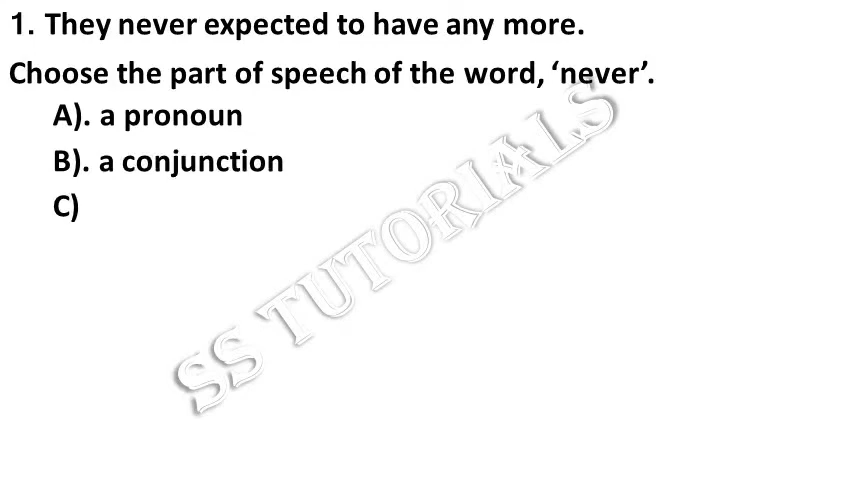 1. They never expected to have any more.
Choose the part of speech of the word, ‘never’.
A). a pronoun
B). a conjunction
C)
SS TUTORIALS